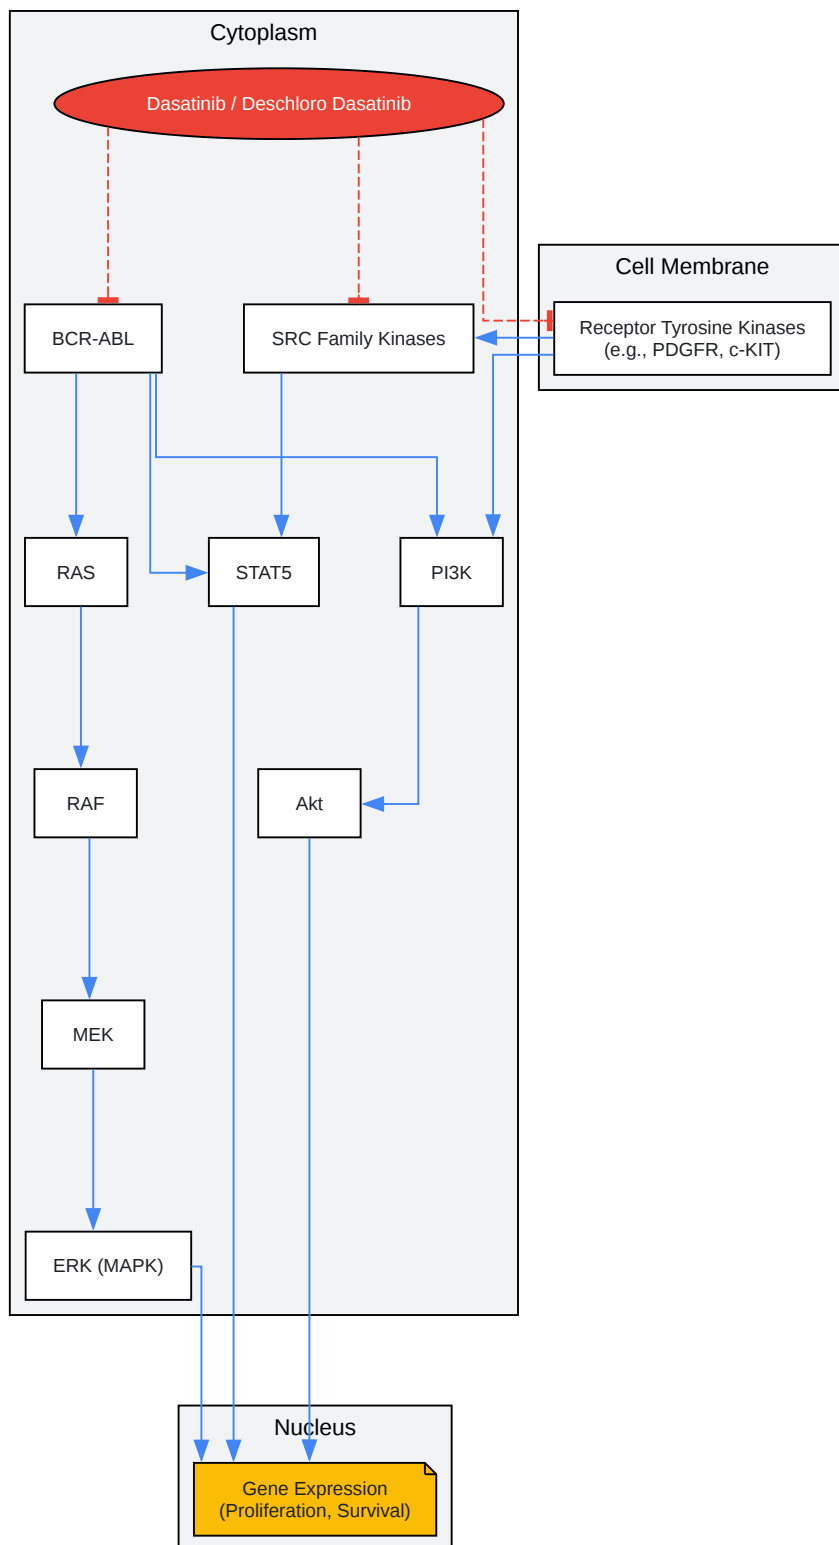 Cytoplasm
Dasatinib / Deschloro Dasatinib
Cell Membrane
BCR-ABL
SRC Family Kinases
Receptor Tyrosine Kinases
(e.g., PDGFR, c-KIT)
RAS
STAT5
PI3K
RAF
Akt
MEK
ERK (MAPK)
Nucleus
Gene Expression
(Proliferation, Survival)